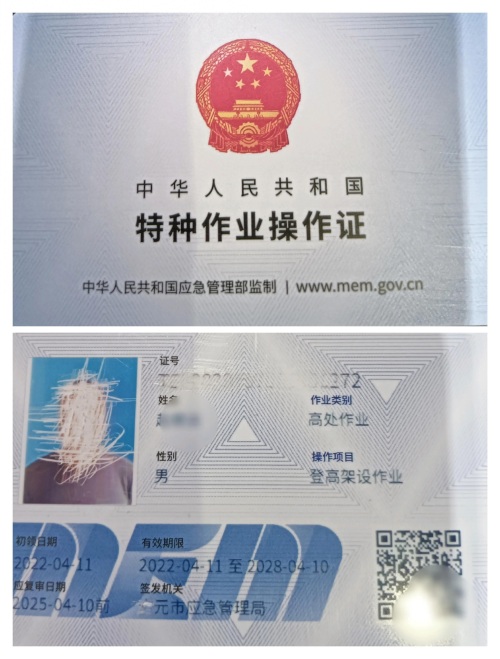 中华人民共和国
特种作业操作证
中华人民共和国应急管理部监制 | www.mem.gov.cn
证号
272
姓名
作业类别
高处作业
性别
操作项目
男
登高架设作业
初领日期
有效期限
2022-04-11
2022-04-11 至 2028-04-10
应复审日期
签发机关
2025-04-10前
元市应急管理局